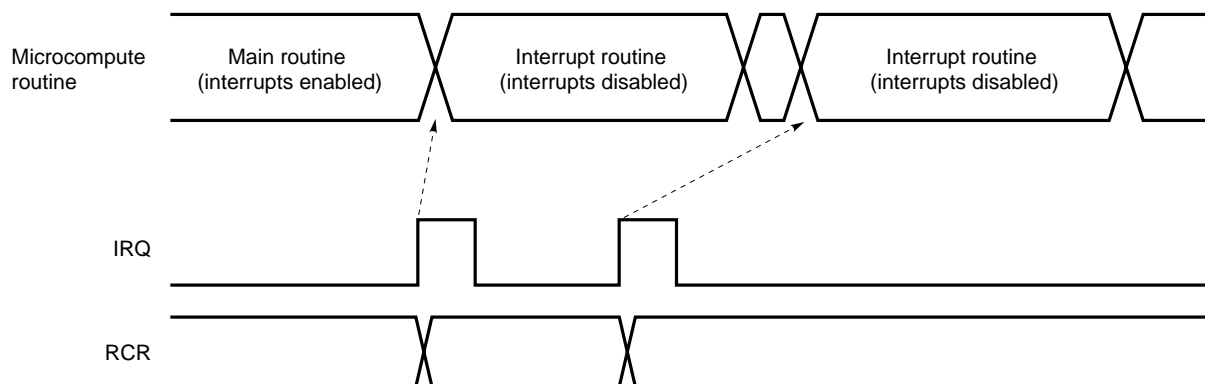 Microcompute
routine
Main routine
(interrupts enabled)
Interrupt routine
(interrupts disabled)
Interrupt routine
(interrupts disabled)
IRQ
RCR